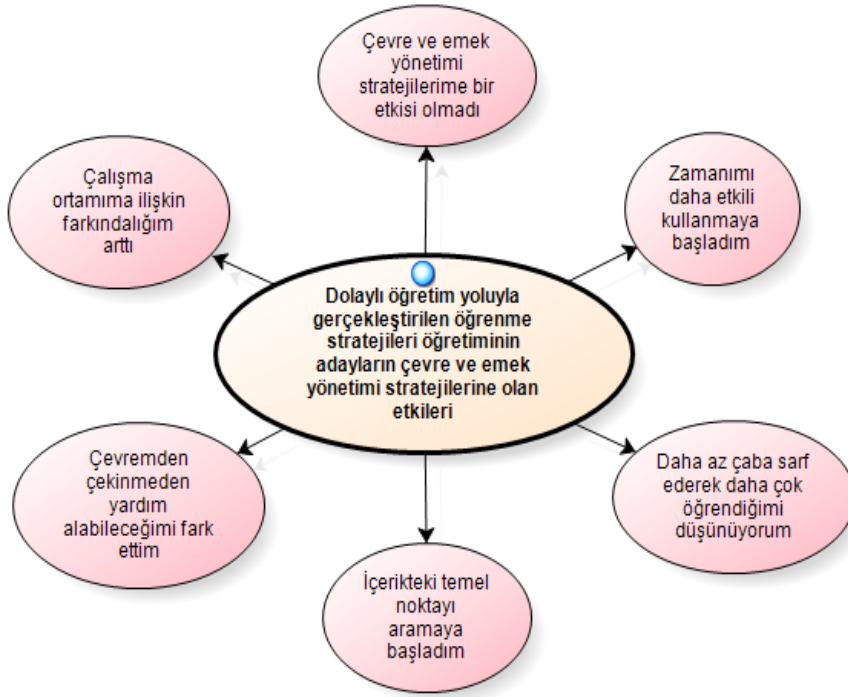 Çevre ve emek
yönetimi
stratejilerime bir
etkisi olmadı
Çalışma
ortamıma ilişkin
farkındalığım
arttı
Zamanımı
daha etkili
kullanmaya
başladım
Dolaylı öğretim yoluyla
gerçekleştirilen öğrenme
stratejileri öğretiminin
adayların çevre ve emek
yönetimi stratejilerine olan
etkileri
Çevremden
çekinmeden
yardım
alabileceğimi fark
ettim
Daha az çaba sarf
ederek daha çok
öğrendiğimi
düşünüyorum
İçerikteki temel
noktayı
aramaya
başladım